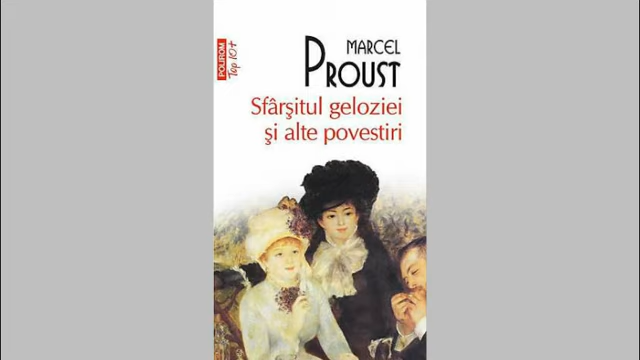 POLIROM
Top 10+
MARCEL
PROUST
Sfârşitul geloziei
şi alte povestiri